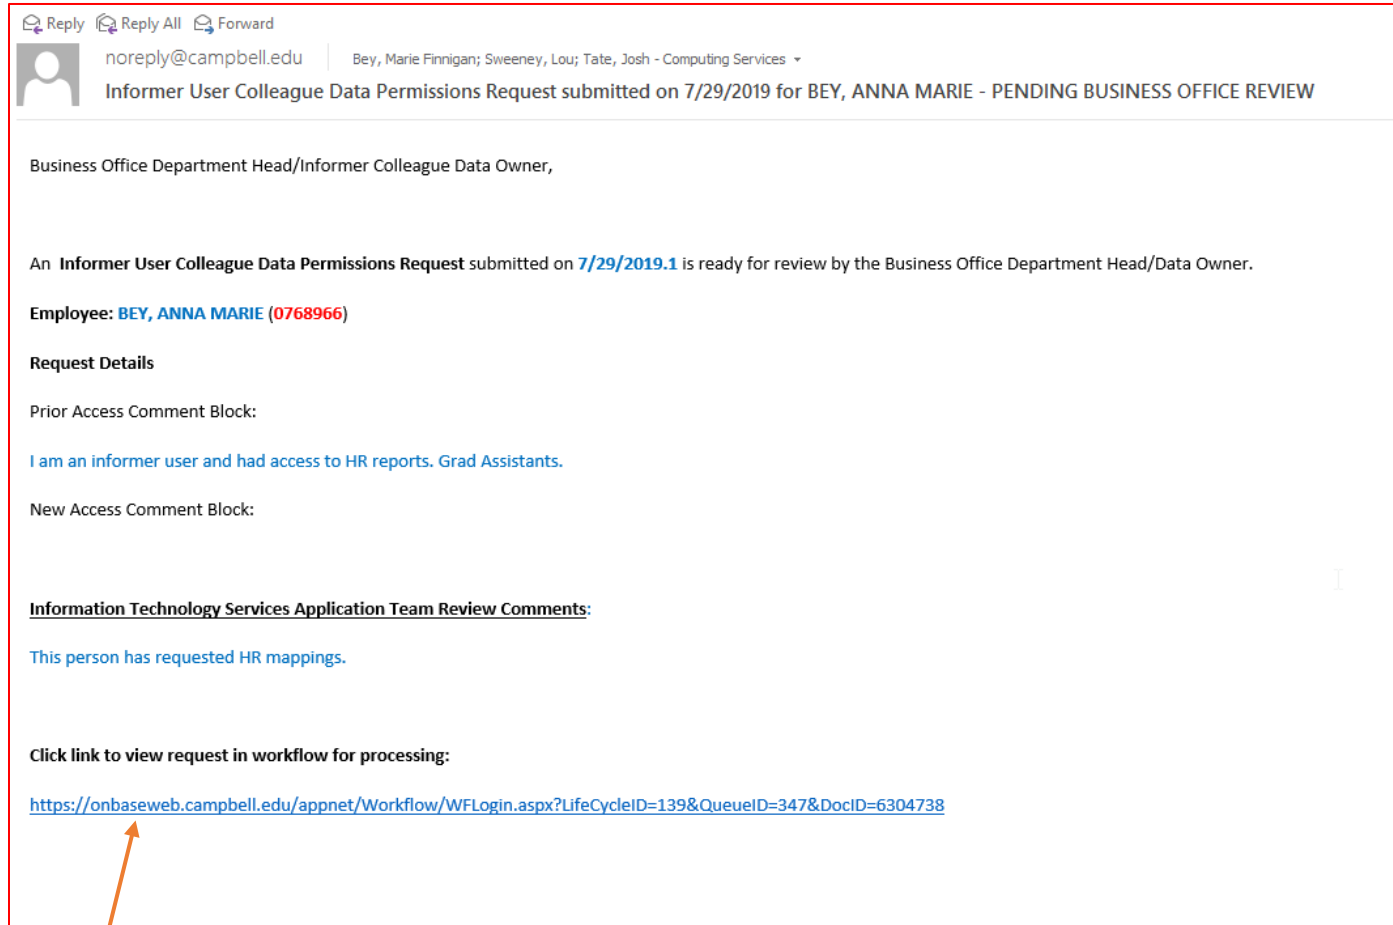 Reply Reply All Forward
noreply@campbell.edu Bey, Marie Finnigan; Sweeney, Lou; Tate, Josh - Computing Services
Informer User Colleague Data Permissions Request submitted on 7/29/2019 for BEY, ANNA MARIE - PENDING BUSINESS OFFICE REVIEW
Business Office Department Head/Informer Colleague Data Owner,
An Informer User Colleague Data Permissions Request submitted on 7/29/2019.1 is ready for review by the Business Office Department Head/Data Owner.
Employee: BEY, ANNA MARIE (0768966)
Request Details
Prior Access Comment Block:
I am an informer user and had access to HR reports. Grad Assistants.
New Access Comment Block:
Information Technology Services Application Team Review Comments:
This person has requested HR mappings.
Click link to view request in workflow for processing:
https://onbaseweb.campbell.edu/appnet/Workflow/WFLogin.aspx?LifeCycleID=139&QueueID=347&DocID=6304738